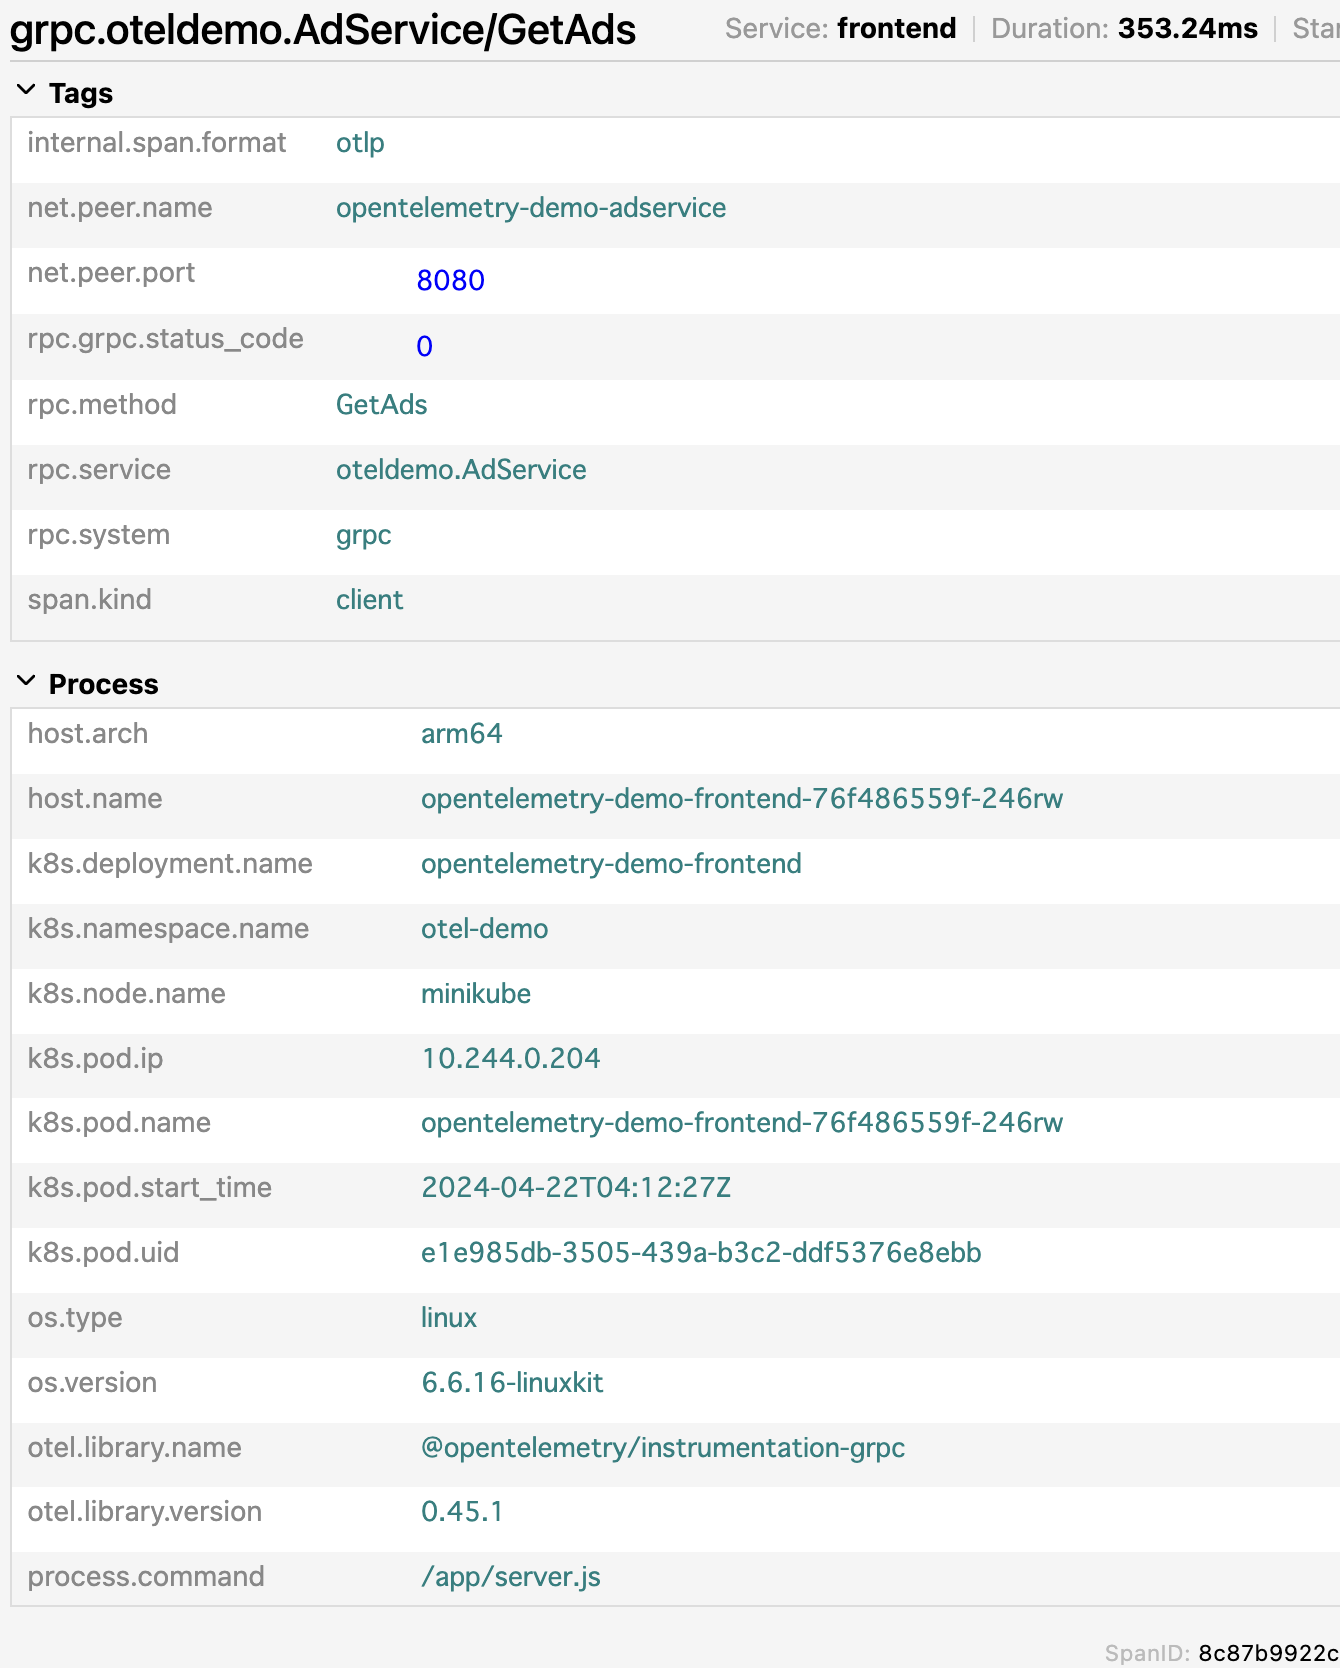 grpc.oteldemo.AdService/GetAds Service: frontend Duration: 353.24ms
Tags
internal.span.format otlp
net.peer.name opentelemetry-demo-adservice
net.peer.port 8080
rpc.grpc.status_code 0
rpc.method GetAds
rpc.service oteldemo.AdService
rpc.system grpc
span.kind client
Process
host.arch arm64
host.name opentelemetry-demo-frontend-76f486559f-246rw
k8s.deployment.name opentelemetry-demo-frontend
k8s.namespace.name otel-demo
k8s.node.name minikube
k8s.pod.ip 10.244.0.204
k8s.pod.name opentelemetry-demo-frontend-76f486559f-246rw
k8s.pod.start_time 2024-04-22T04:12:27Z
k8s.pod.uid e1e985db-3505-439a-b3c2-ddf5376e8ebb
os.type linux
os.version 6.6.16-linuxkit
otel.library.name @opentelemetry/instrumentation-grpc
otel.library.version 0.45.1
process.command /app/server.js
SpanID: 8c87b9922c